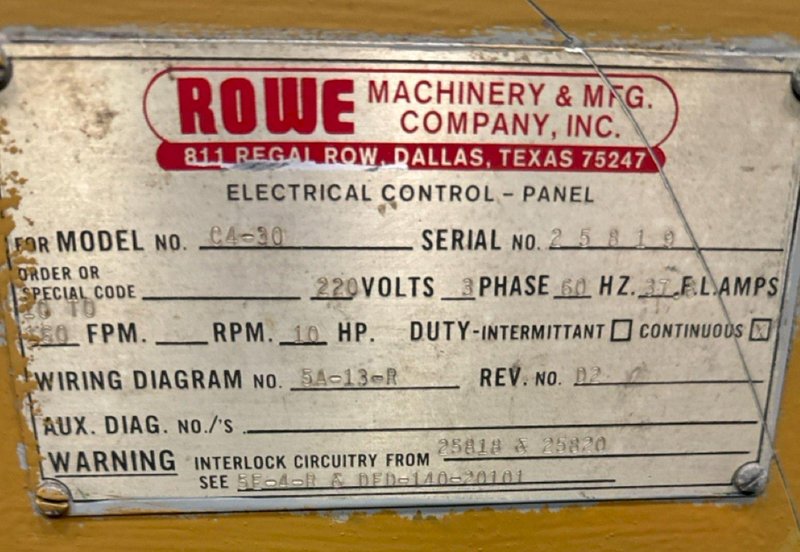 ROWE MACHINERY & MFG. COMPANY, INC.
811 REGAL ROW, DALLAS, TEXAS 75247
ELECTRICAL CONTROL - PANEL
FOR MODEL NO. C4-30 SERIAL NO. 25819
ORDER OR
SPECIAL CODE 220 VOLTS 3 PHASE 60 HZ. F.L.AMPS
TO
FPM. RPM. 10 HP. DUTY-INTERMITTANT CONTINUOUS X
WIRING DIAGRAM NO. 5A-13-R REV. NO. D2
AUX. DIAG. NO./'S
WARNING INTERLOCK CIRCUITRY FROM 25818 & 25820
SEE 5E-4-R & DFD-140-20101